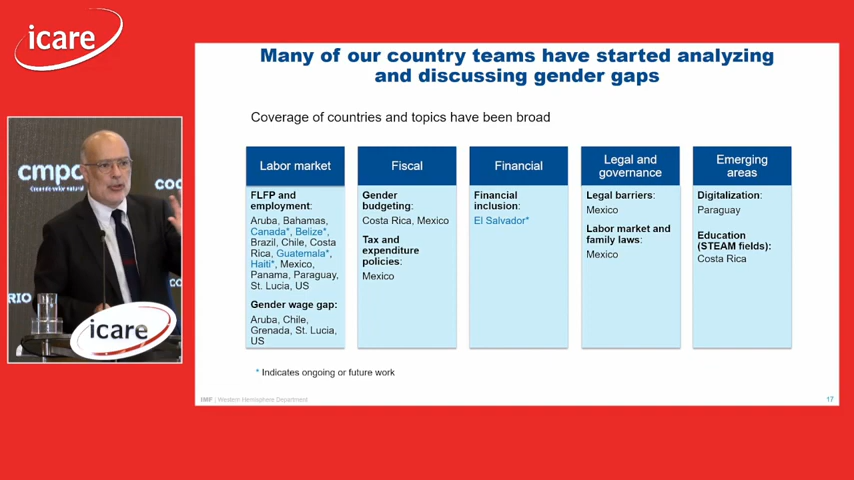 icare
Many of our country teams have started analyzing
and discussing gender gaps
Coverage of countries and topics have been broad
Labor market
FLFP and
employment:
Aruba, Bahamas,
Canada*, Belize*,
Brazil, Chile, Costa
Rica, Guatemala*,
Haiti*, Mexico,
Panama, Paraguay,
St. Lucia, US
Gender wage gap:
Aruba, Chile,
Grenada, St. Lucia,
US
Fiscal
Gender
budgeting:
Costa Rica, Mexico
Tax and
expenditure
policies:
Mexico
Financial
Financial
inclusion:
El Salvador*
Legal and
governance
Legal barriers:
Mexico
Labor market and
family laws:
Mexico
Emerging
areas
Digitalization:
Paraguay
Education
(STEAM fields):
Costa Rica
* Indicates ongoing or future work
IMF | Western Hemisphere Department
17
cmpc
coo
RIO
co
icare